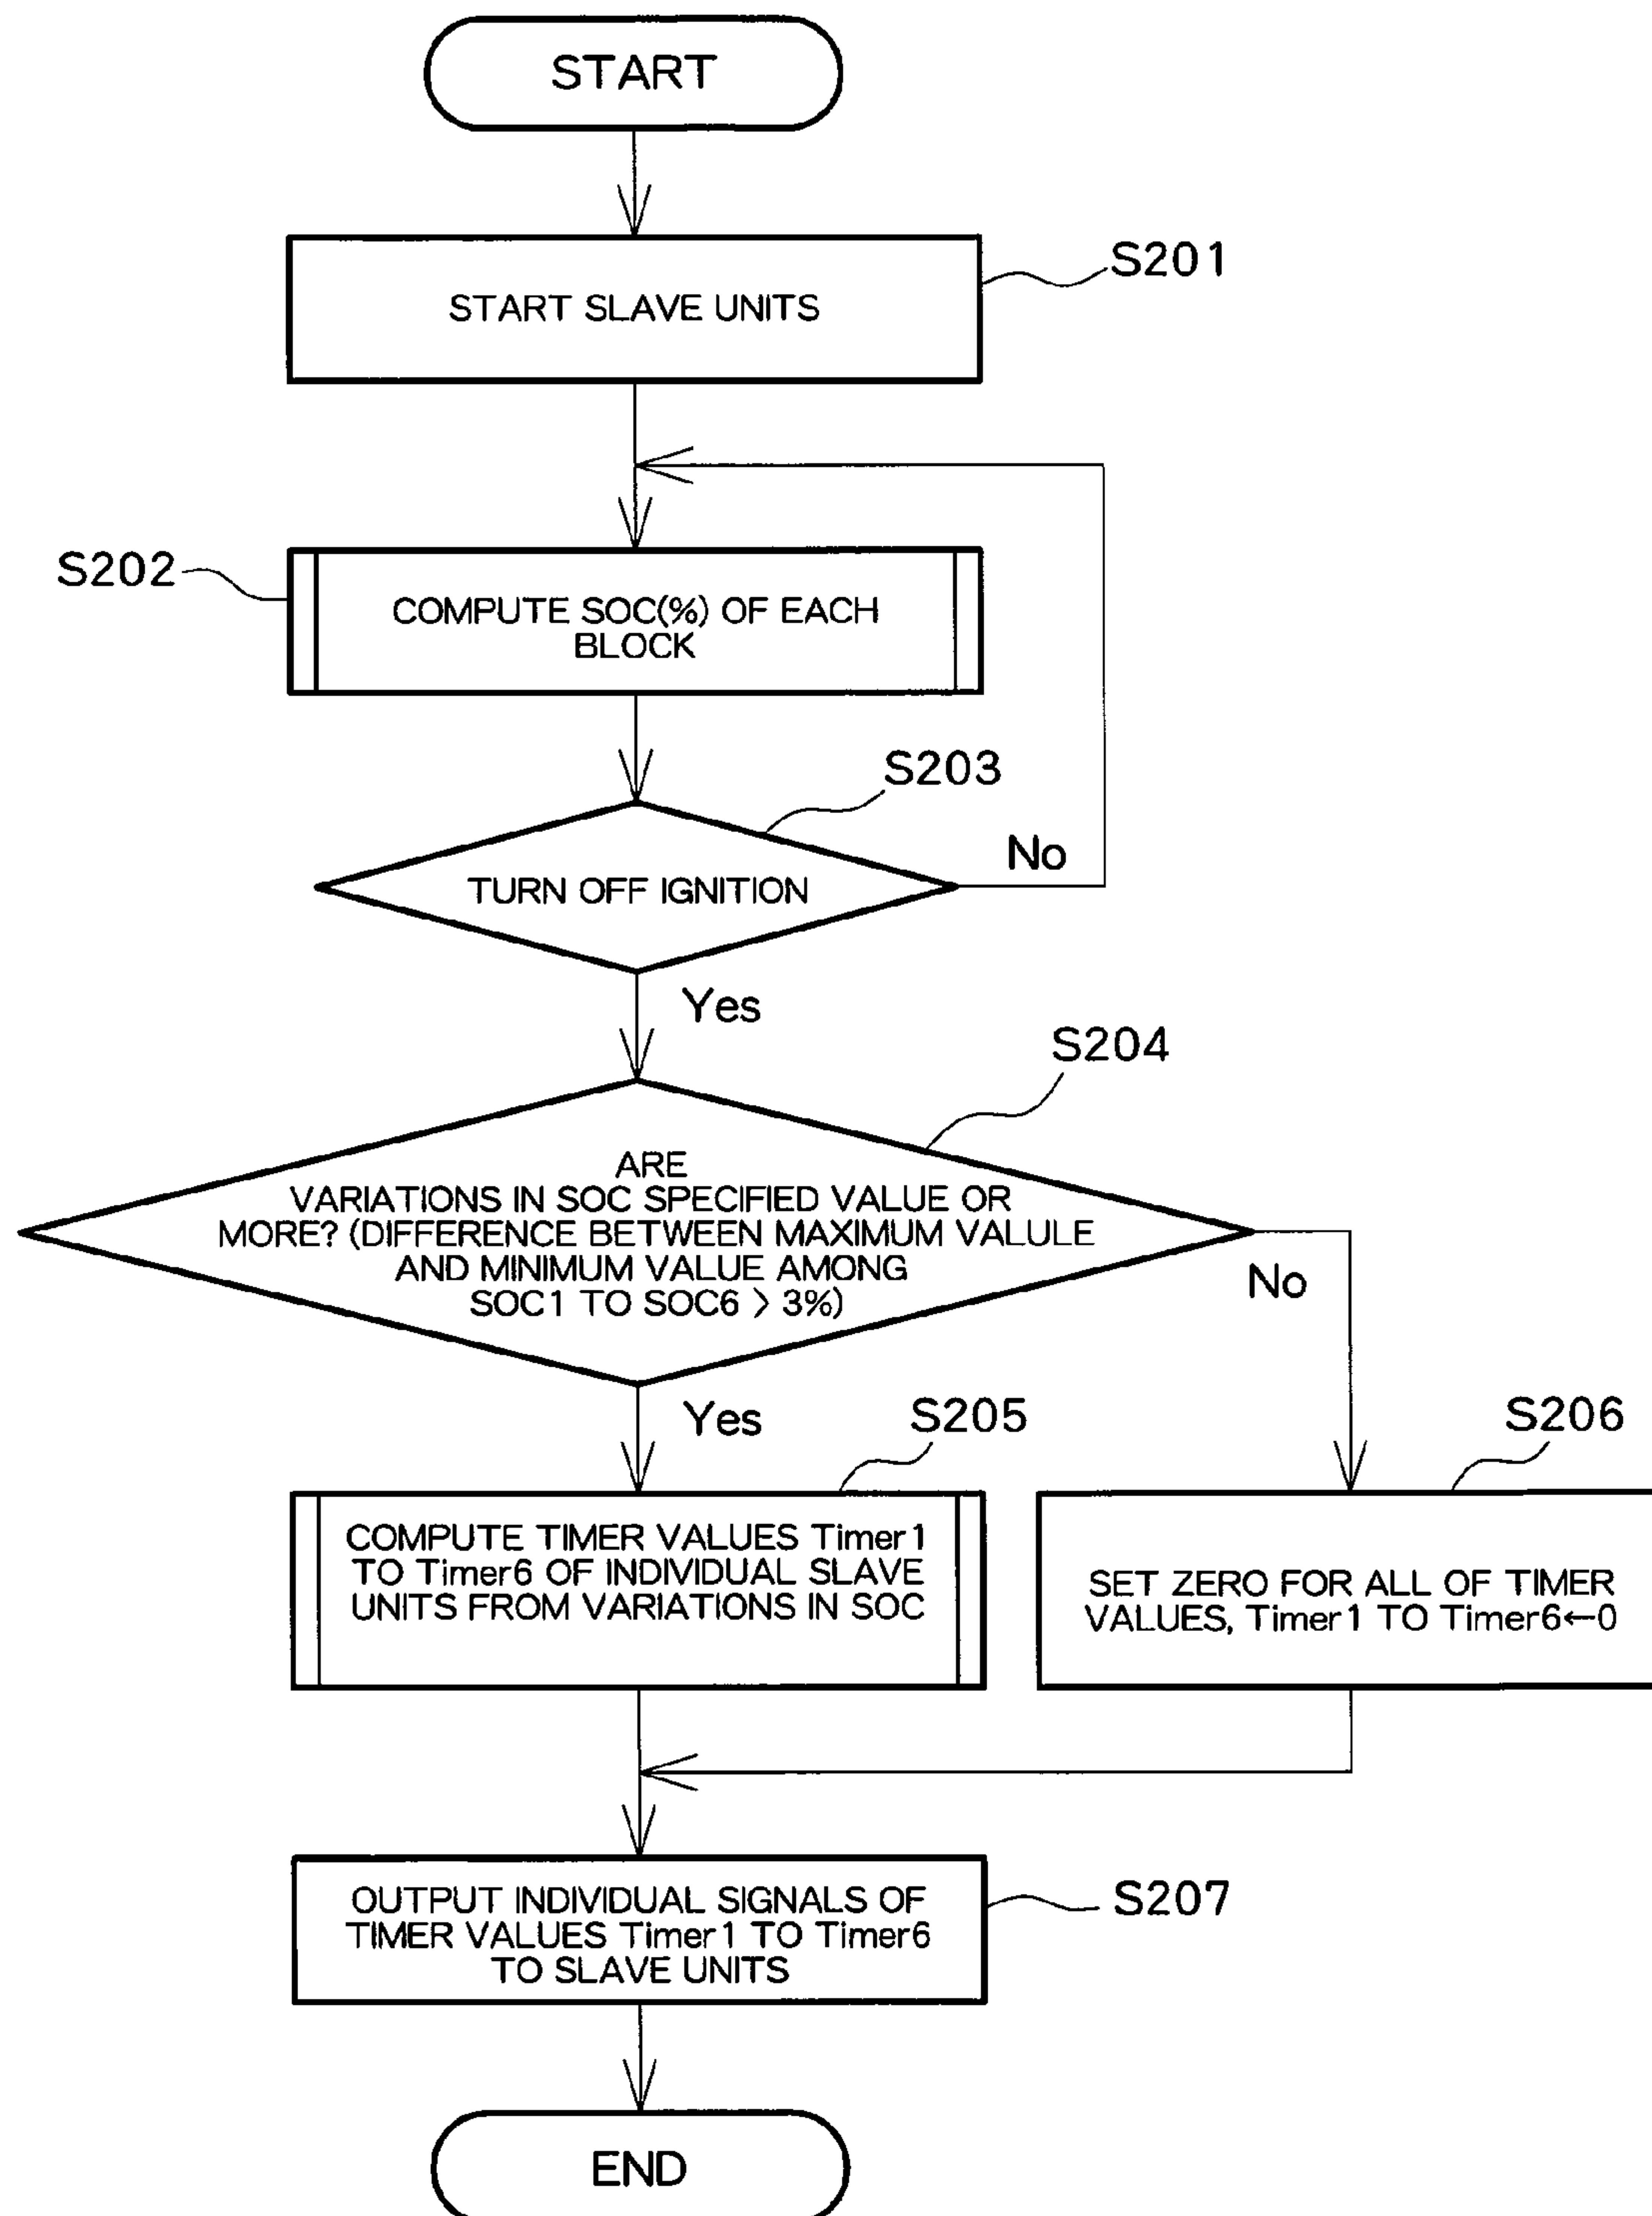 START
START SLAVE UNITS
S201
S202
COMPUTE SOC(%) OF EACH
BLOCK
S203
TURN OFF IGNITION
No
Yes
S204
ARE
VARIATIONS IN SOC SPECIFIED VALUE OR
MORE? (DIFFERENCE BETWEEN MAXIMUM VALULE
AND MINIMUM VALUE AMONG
SOC1 TO SOC6 > 3%)
No
Yes
S205
S206
COMPUTE TIMER VALUES Timer1
TO Timer6 OF INDIVIDUAL SLAVE
UNITS FROM VARIATIONS IN SOC
SET ZERO FOR ALL OF TIMER
VALUES, Timer1 TO Timer6←0
OUTPUT INDIVIDUAL SIGNALS OF
TIMER VALUES Timer1 TO Timer6
TO SLAVE UNITS
S207
END